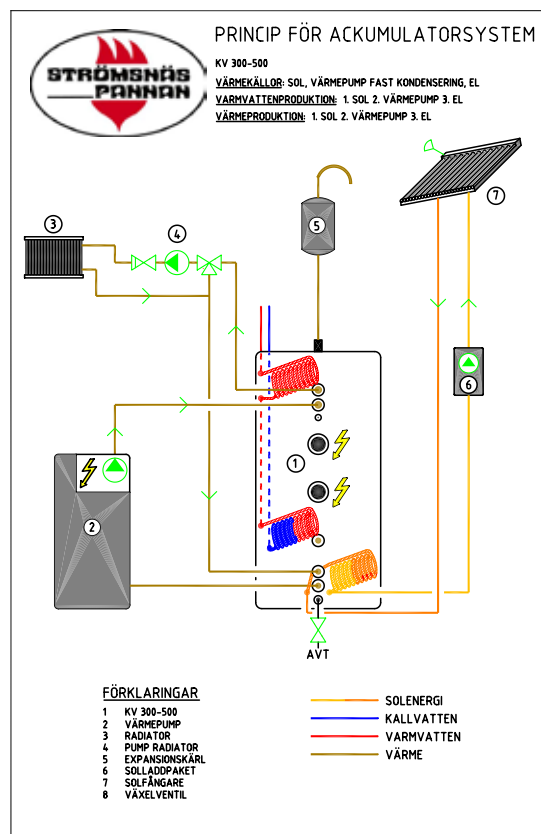 STRÖMSNÄS
PANNAN
PRINCIP FÖR ACKUMULATORSYSTEM
KV 300-500
VÄRMEKÄLLOR: SOL, VÄRMEPUMP FAST KONDENSERING, EL
VARMVATTENPRODUKTION: 1. SOL 2. VÄRMEPUMP 3. EL
VÄRMEPRODUKTION: 1. SOL 2. VÄRMEPUMP 3. EL
7
3
4
5
6
1
2
AVT
FÖRKLARINGAR
1 KV 300-500
2 VÄRMEPUMP
3 RADIATOR
4 PUMP RADIATOR
5 EXPANSIONSKÄRL
6 SOLLADDPAKET
7 SOLFÅNGARE
8 VÄXELVENTIL
SOLENERGI
KALLVATTEN
VARMVATTEN
VÄRME